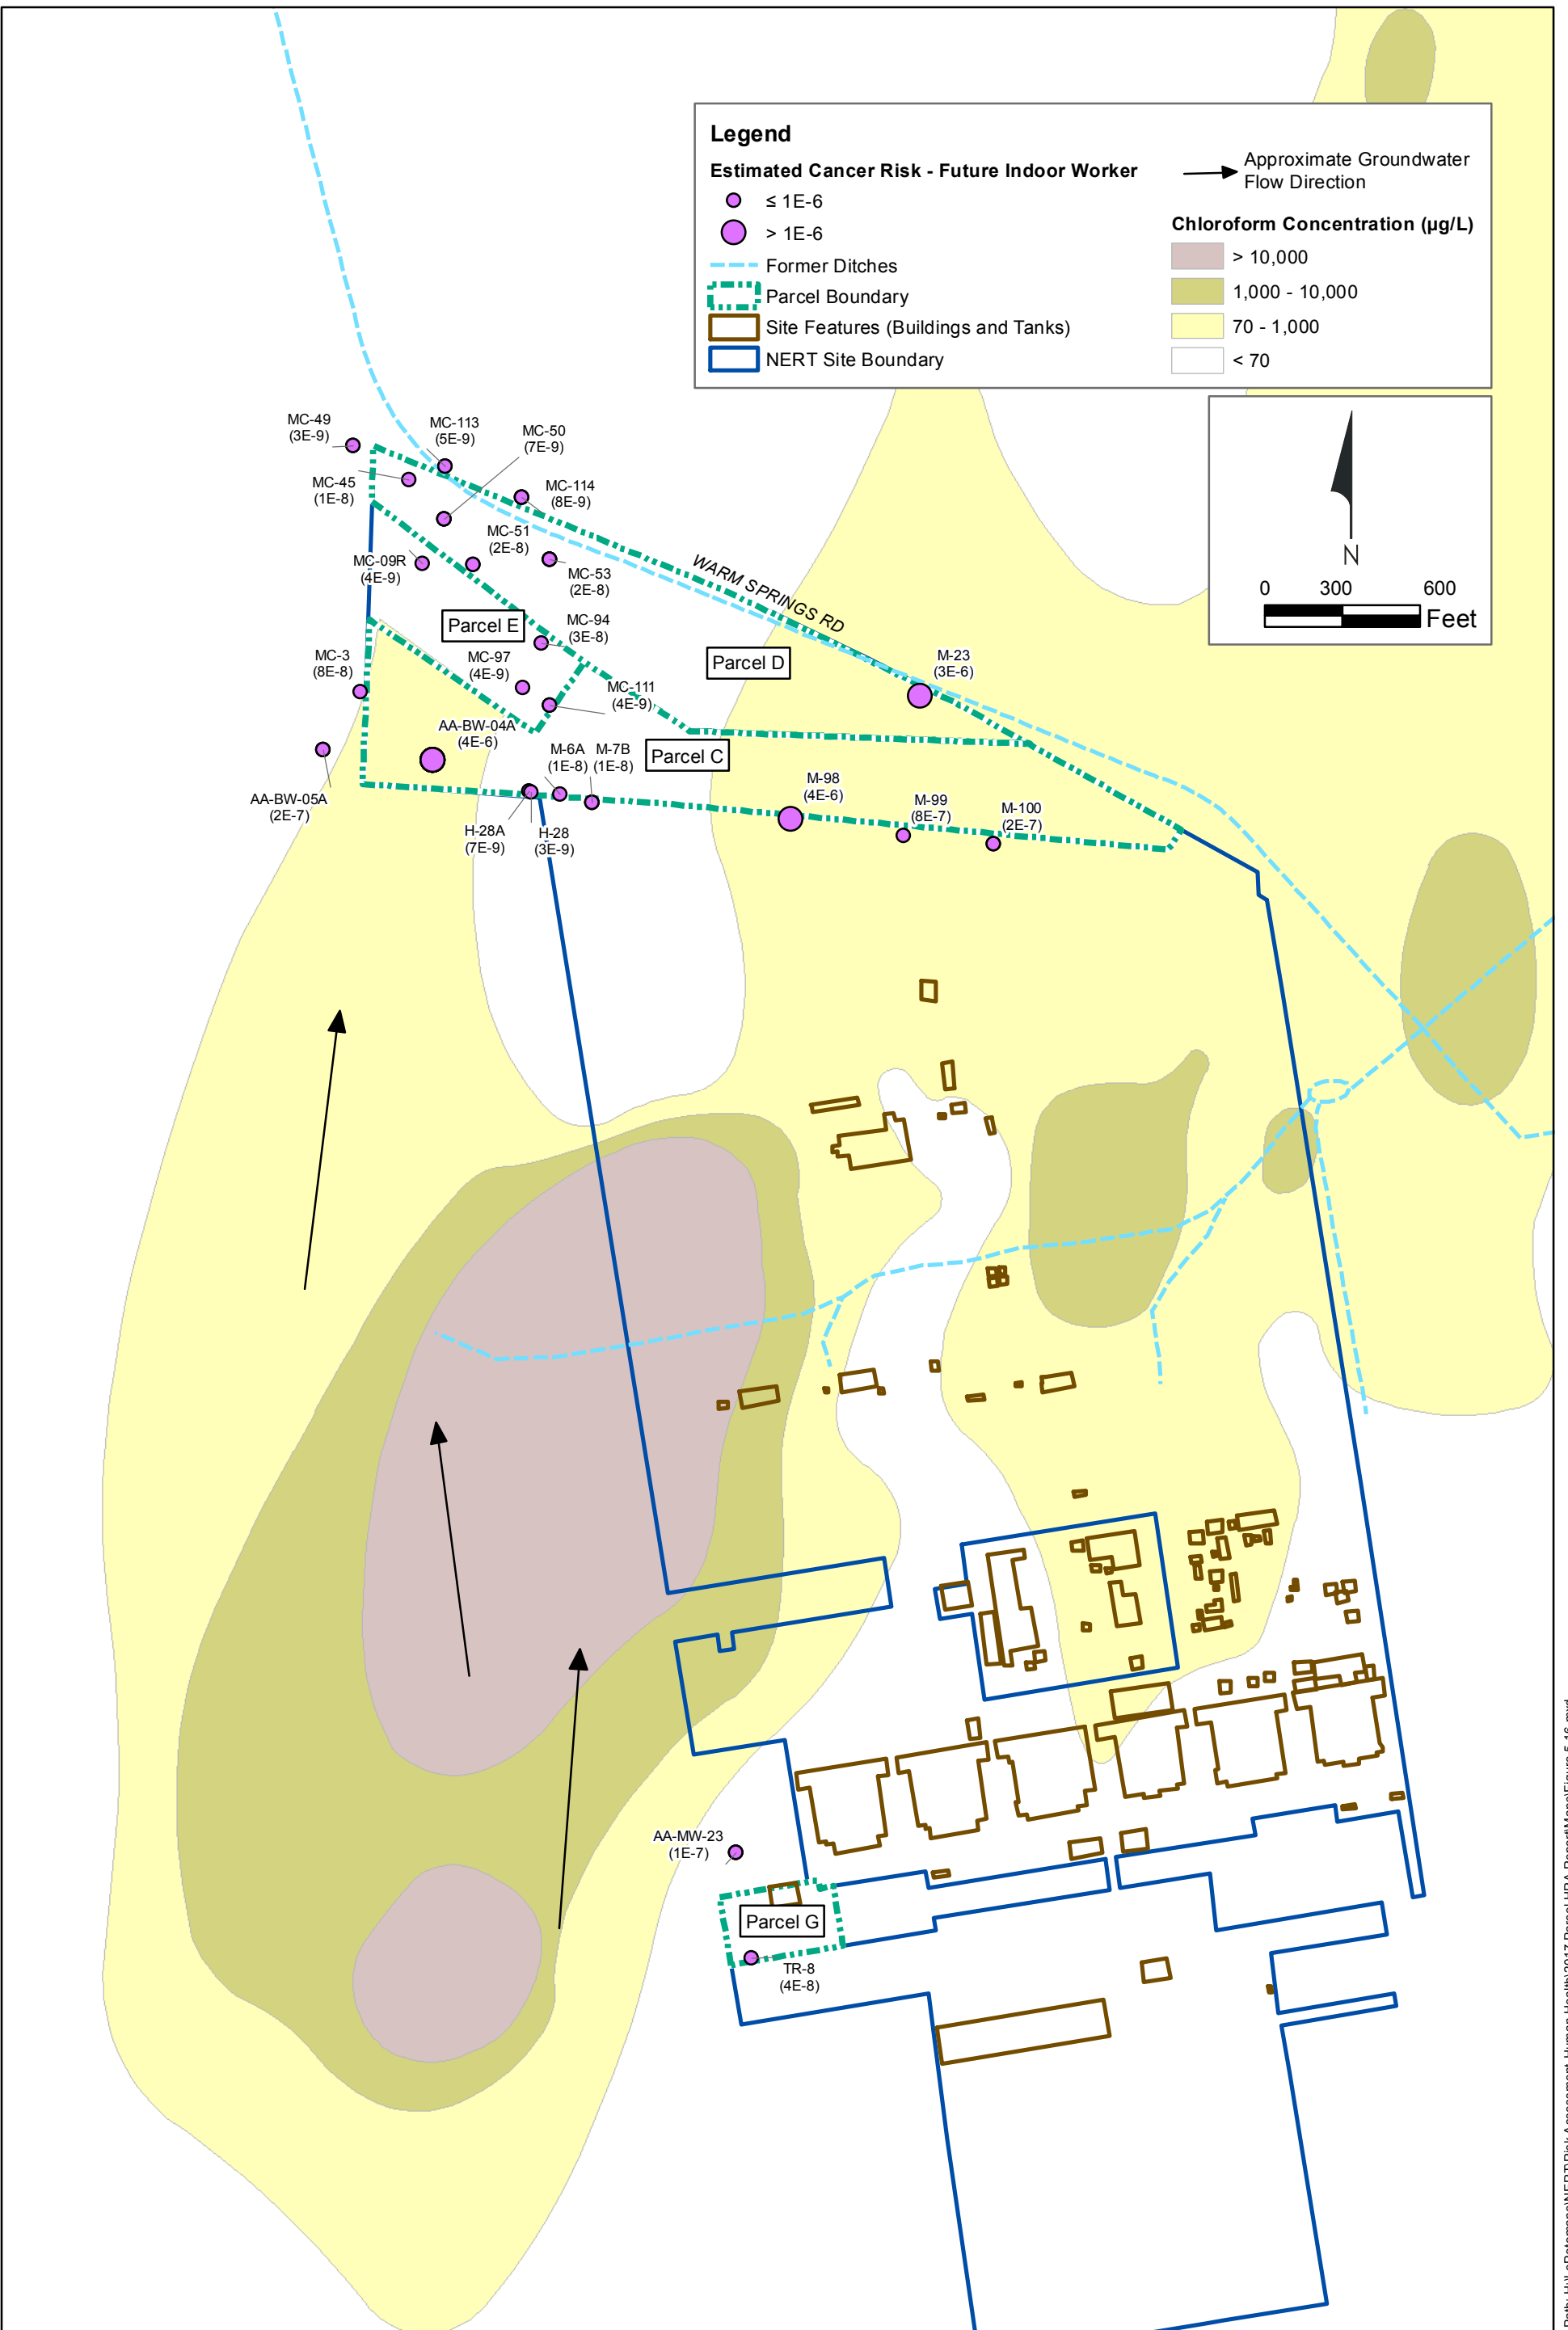 Legend
Estimated Cancer Risk - Future Indoor Worker
≤ 1E-6
> 1E-6
Former Ditches
Parcel Boundary
Site Features (Buildings and Tanks)
NERT Site Boundary
Approximate Groundwater
Flow Direction
Chloroform Concentration (µg/L)
> 10,000
1,000 - 10,000
70 - 1,000
< 70
N
0 300 600
Feet
MC-49
(3E-9)
MC-113
(5E-9)
MC-50
(7E-9)
MC-45
(1E-8)
MC-114
(8E-9)
MC-51
(2E-8)
MC-09R
(4E-9)
MC-53
(2E-8)
WARM SPRINGS RD
Parcel E
MC-94
(3E-8)
Parcel D
MC-3
(8E-8)
MC-97
(4E-9)
M-23
(3E-6)
MC-111
(4E-9)
AA-BW-04A
(4E-6)
M-6A
(1E-8)
M-7B
(1E-8)
Parcel C
M-98
(4E-6)
AA-BW-05A
(2E-7)
M-99
(8E-7)
M-100
(2E-7)
H-28A
(7E-9)
H-28
(3E-9)
AA-MW-23
(1E-7)
Parcel G
TR-8
(4E-8)